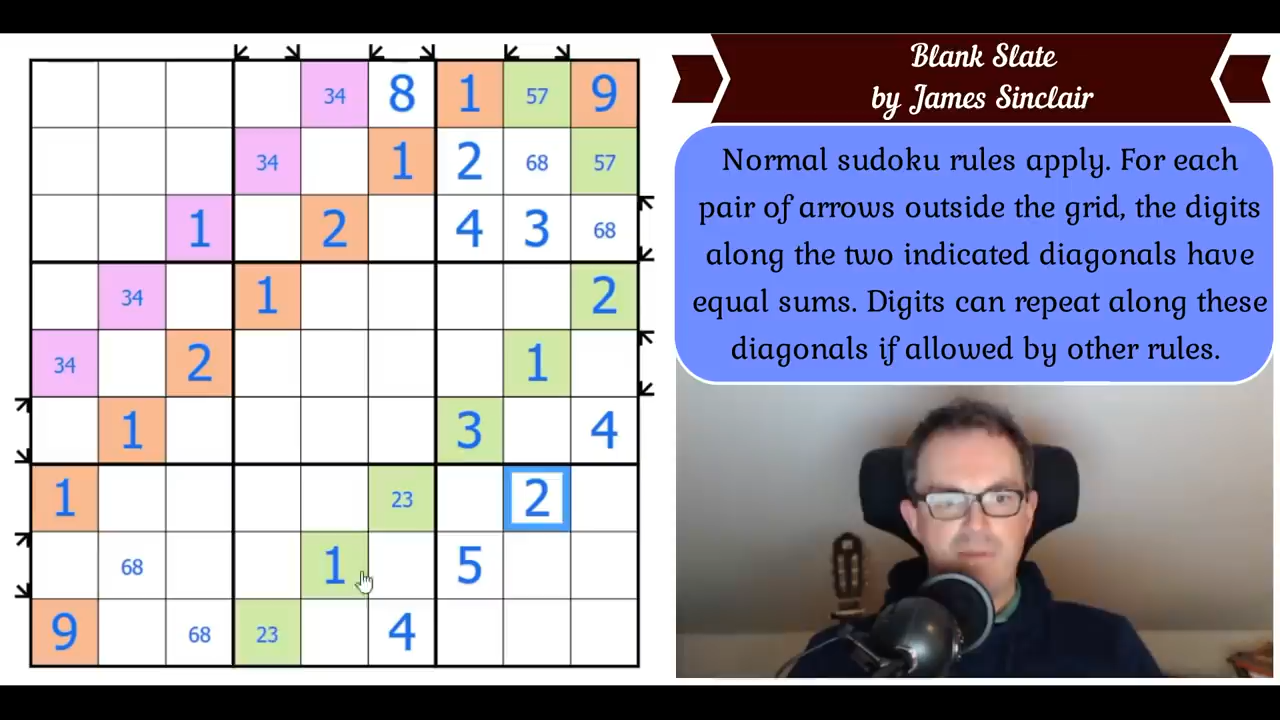 Blank Slate
by James Sinclair
Normal sudoku rules apply. For each
pair of arrows outside the grid, the digits
along the two indicated diagonals have
equal sums. Digits can repeat along these
diagonals if allowed by other rules.
34 8 1 57 9
34 1 2 68 57
1 2 4 3 68
34 1 2
34 2 1
1 3 4
1 23 2
68 1 5
9 68 23 4